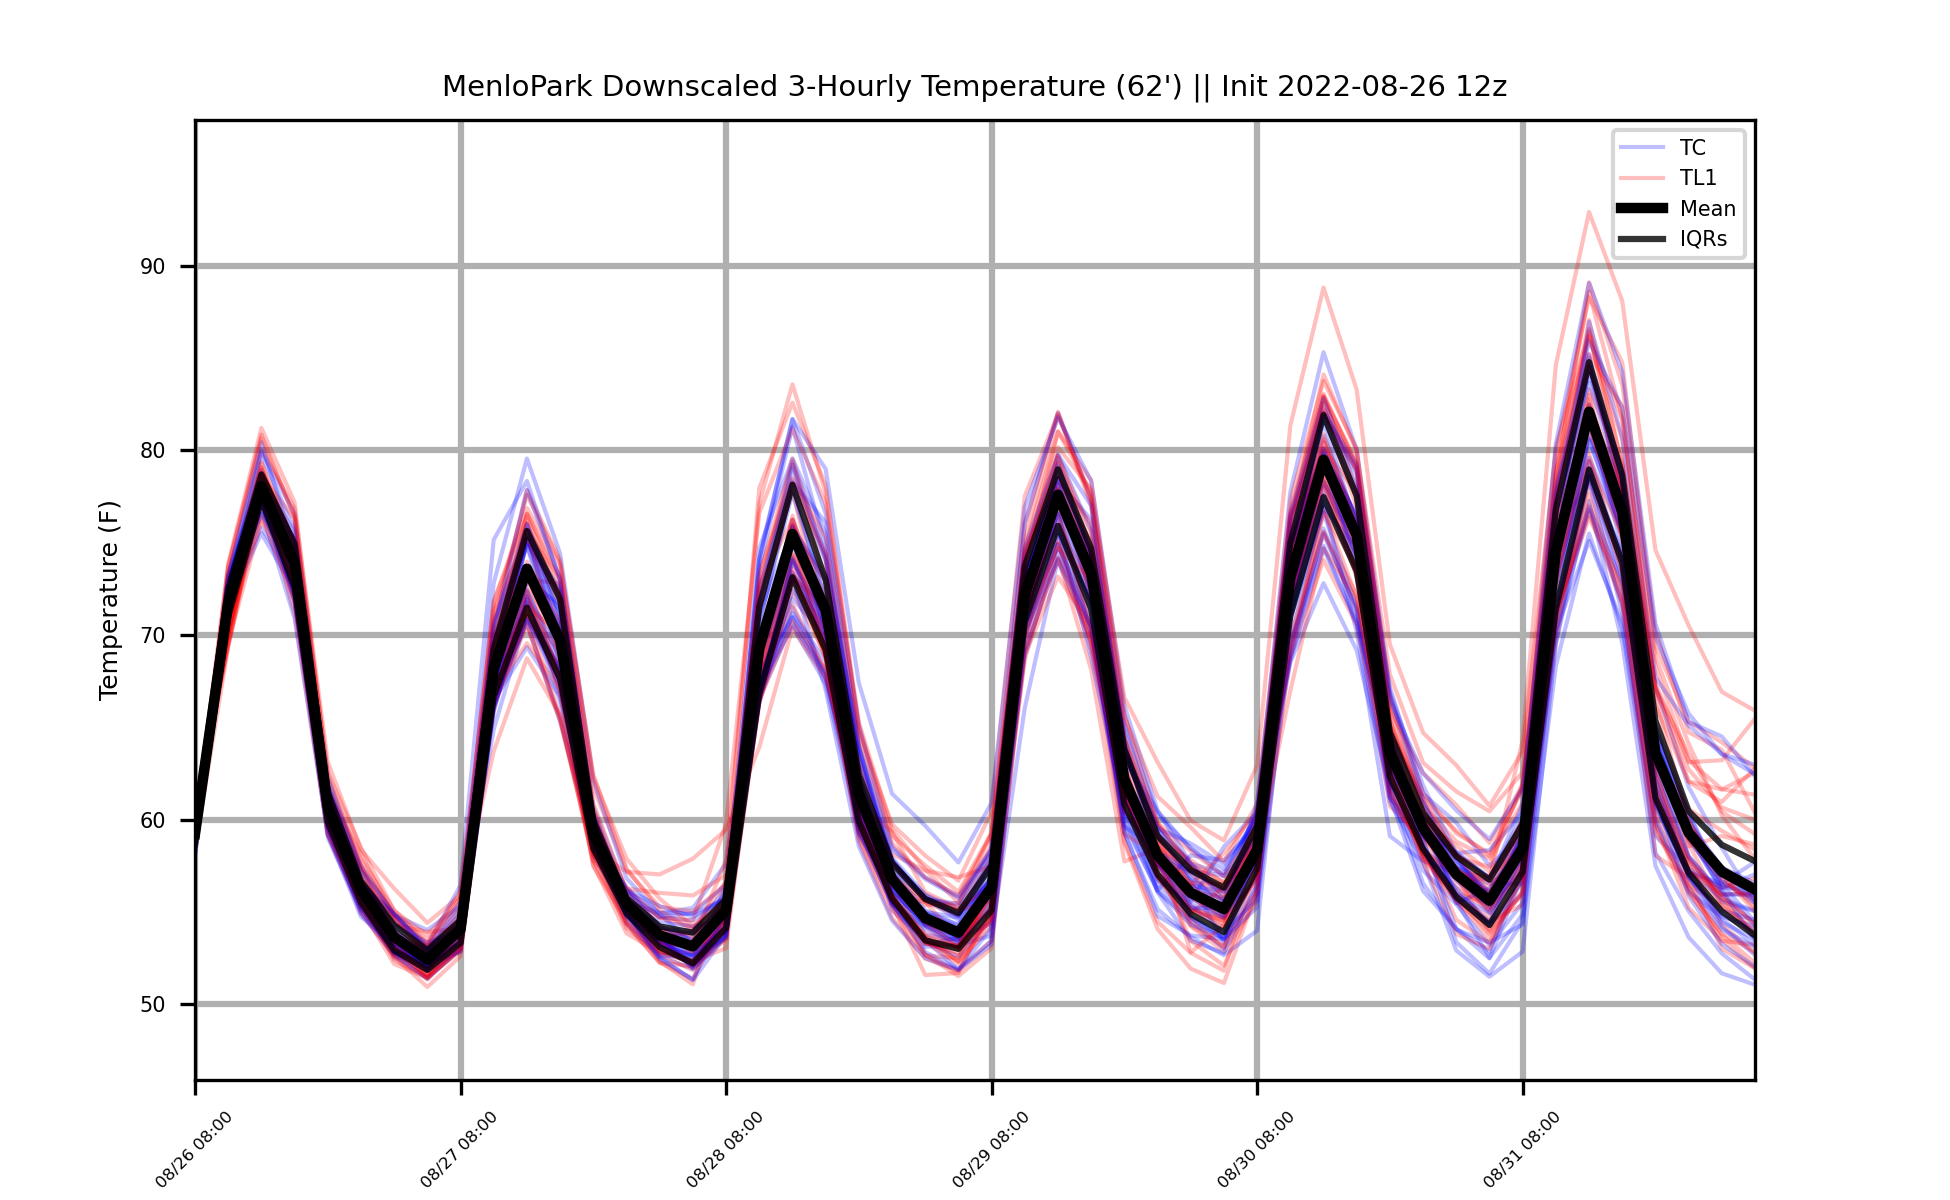 MenloPark Downscaled 3-Hourly Temperature (62') || Init 2022-08-26 12z
TC
TL1
Mean
IQRs
Temperature (F)
90
80
70
60
50
08/26 08:00
08/27 08:00
08/28 08:00
08/29 08:00
08/30 08:00
08/31 08:00